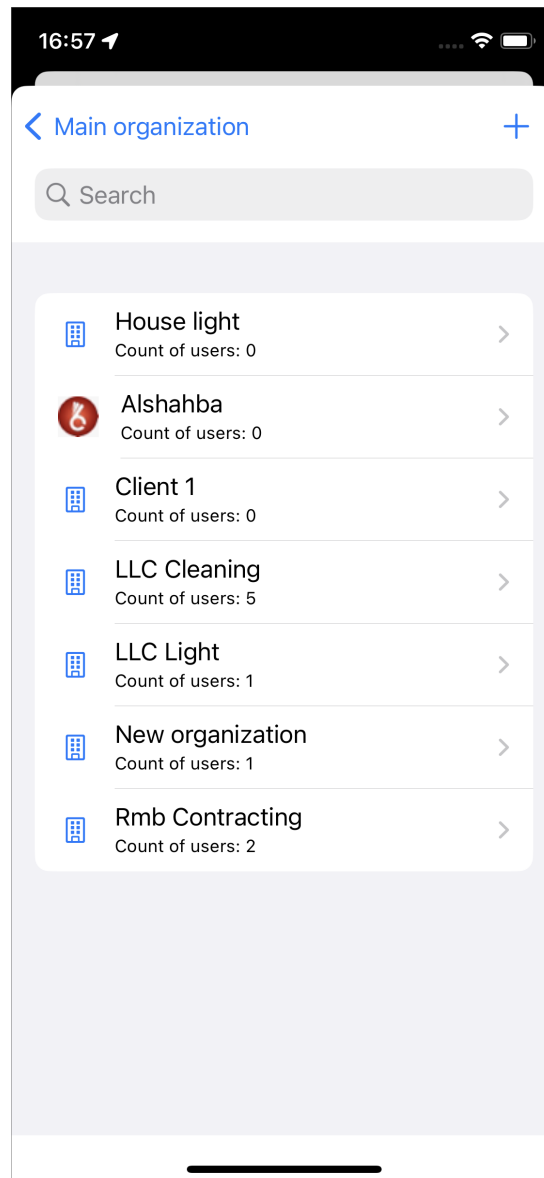 16:57
Main organization
Search
House light
Count of users: 0
Alshahba
Count of users: 0
Client 1
Count of users: 0
LLC Cleaning
Count of users: 5
LLC Light
Count of users: 1
New organization
Count of users: 1
Rmb Contracting
Count of users: 2